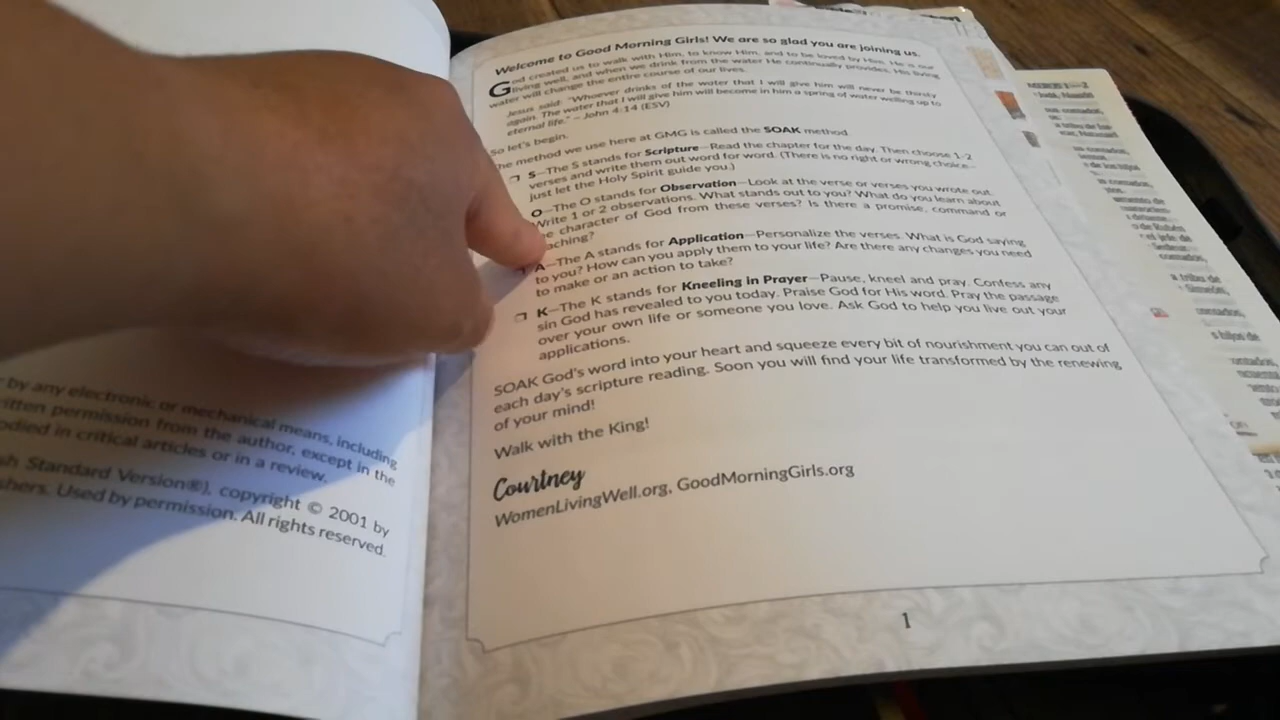 by any electronic or mechanical means, including
written permission from the author, except in the
in critical articles or in a review.
Standard Version®), copyright © 2001 by
Used by permission. All rights reserved.
Welcome to Good Morning Girls! We are so glad you are joining us.
God created us to walk with Him, to know Him, and to be loved by Him. He is our
living well, and when we drink from the water He continually provides, His living
water will change the entire course of our lives.
Jesus said: "Whoever drinks of the water that I will give him will never be thirsty
again. The water that I will give him will become in him a spring of water welling up to
eternal life." – John 4:14 (ESV)
So let's begin.
The method we use here at GMG is called the SOAK method.
S—The S stands for Scripture—Read the chapter for the day. Then choose 1-2
verses and write them out word for word. (There is no right or wrong choice—
just let the Holy Spirit guide you.)
O—The O stands for Observation—Look at the verse or verses you wrote out.
Write 1 or 2 observations. What stands out to you? What do you learn about
character of God from these verses? Is there a promise, command or
A—The A stands for Application—Personalize the verses. What is God saying
to you? How can you apply them to your life? Are there any changes you need
to make or an action to take?
K—The K stands for Kneeling in Prayer—Pause, kneel and pray. Confess any
sin God has revealed to you today. Praise God for His word. Pray the passage
over your own life or someone you love. Ask God to help you live out your
applications.
SOAK God's word into your heart and squeeze every bit of nourishment you can out of
each day's scripture reading. Soon you will find your life transformed by the renewing
of your mind!
Walk with the King!
Courtney
WomenLivingWell.org, GoodMorningGirls.org
1